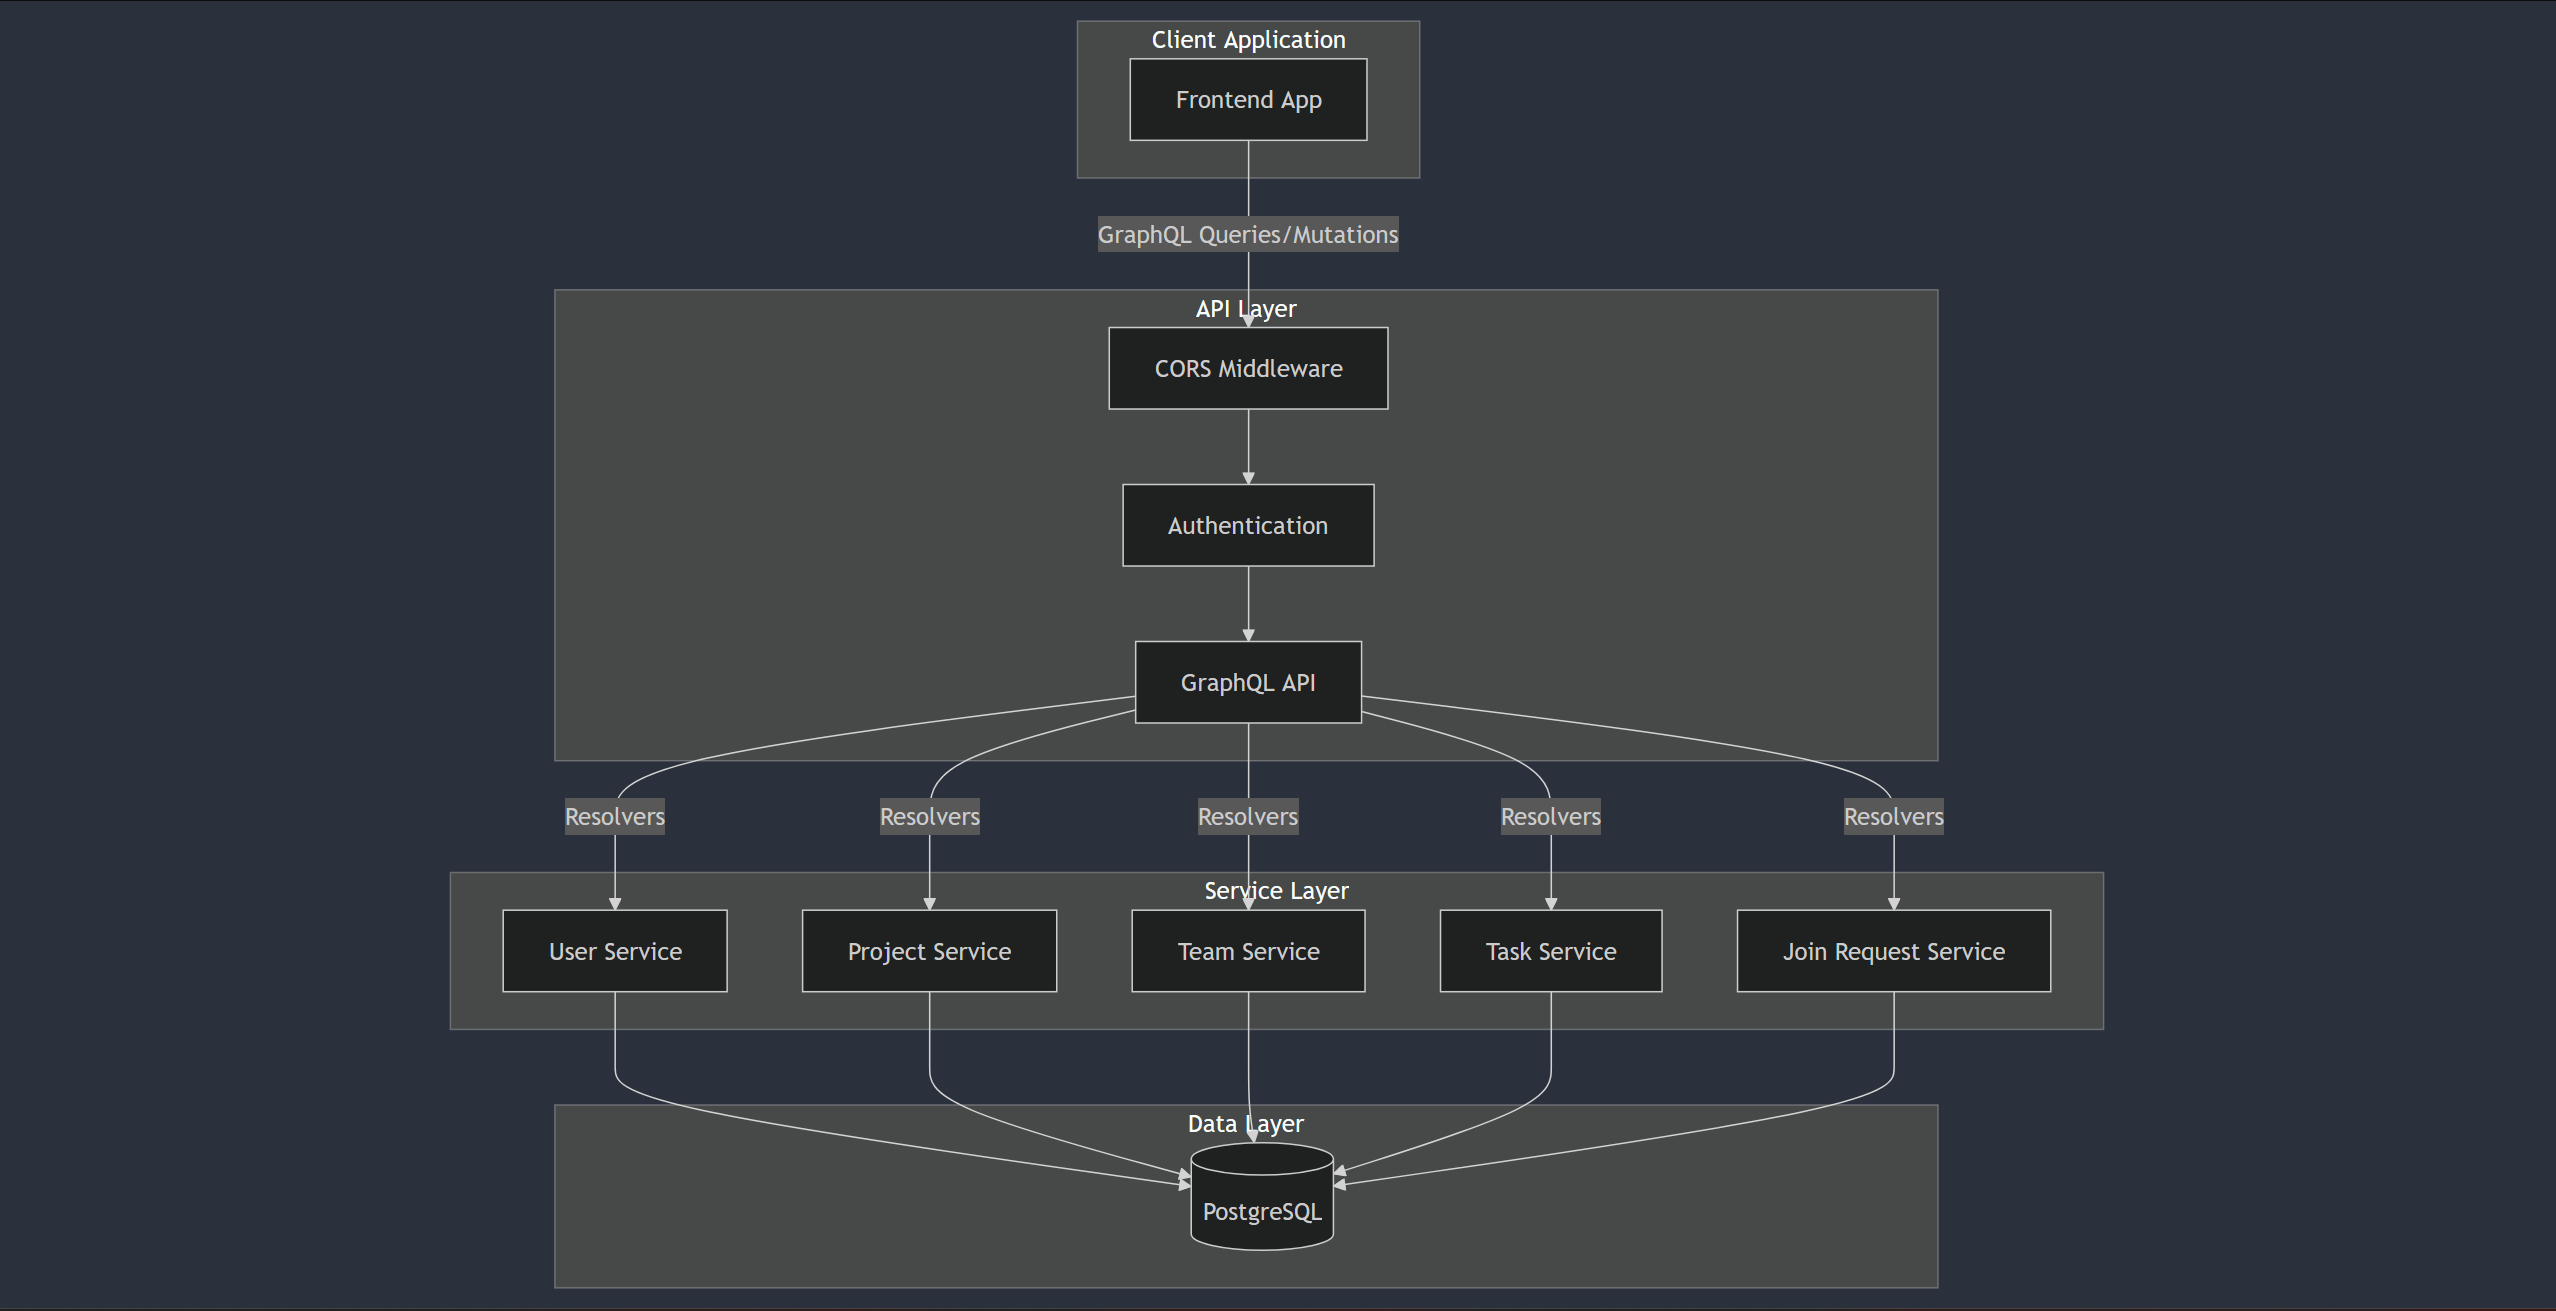 Client Application
Frontend App
GraphQL Queries/Mutations
API Layer
CORS Middleware
Authentication
GraphQL API
Resolvers
Resolvers
Resolvers
Resolvers
Resolvers
Service Layer
User Service
Project Service
Team Service
Task Service
Join Request Service
Data Layer
PostgreSQL